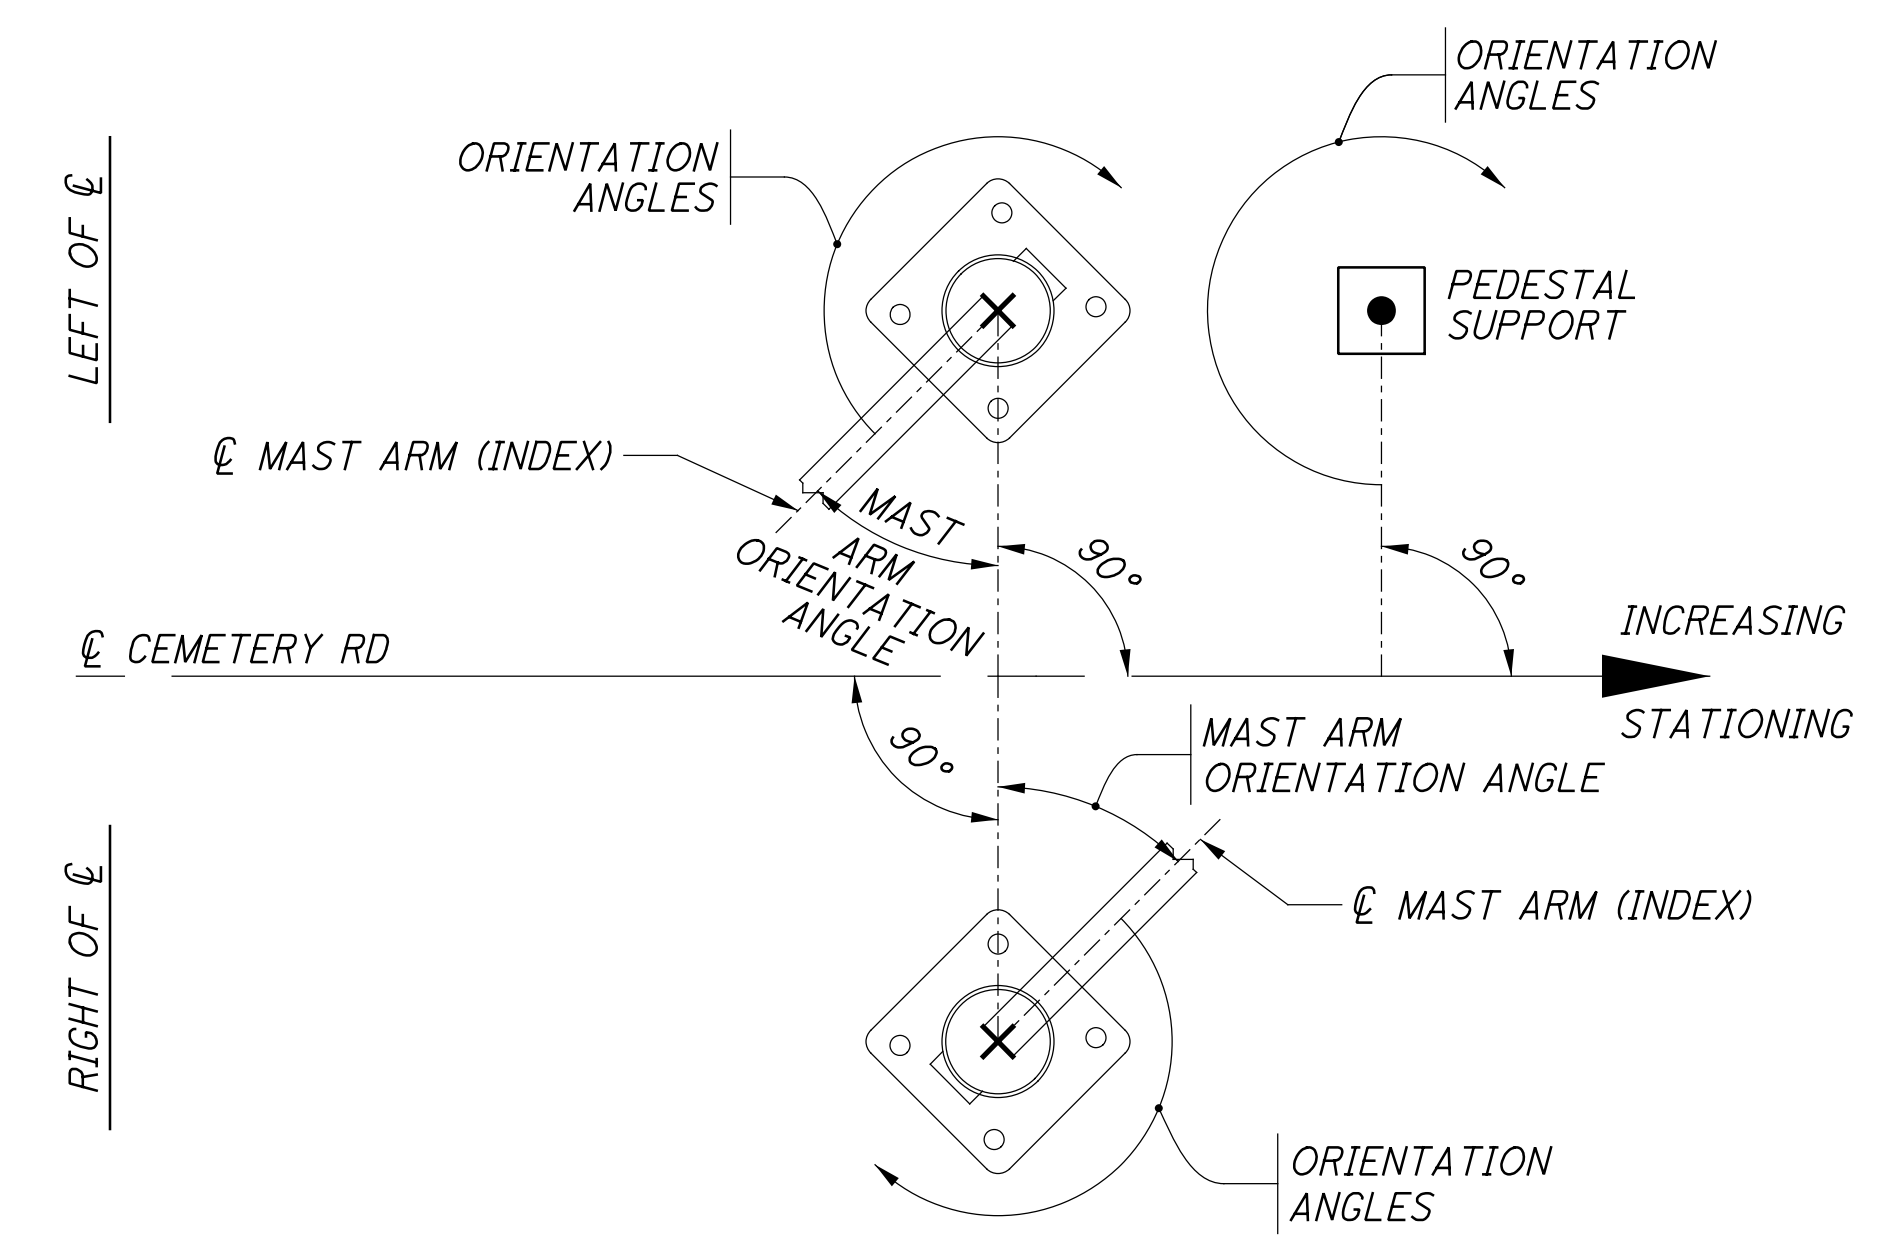 ORIENTATION
ANGLES
ORIENTATION
ANGLES
LEFT OF ℄
PEDESTAL
SUPPORT
℄ MAST ARM (INDEX)
MAST
ARM
ORIENTATION
ANGLE
90°
90°
INCREASING
STATIONING
℄ CEMETERY RD
90°
MAST ARM
ORIENTATION ANGLE
℄ MAST ARM (INDEX)
RIGHT OF ℄
ORIENTATION
ANGLES